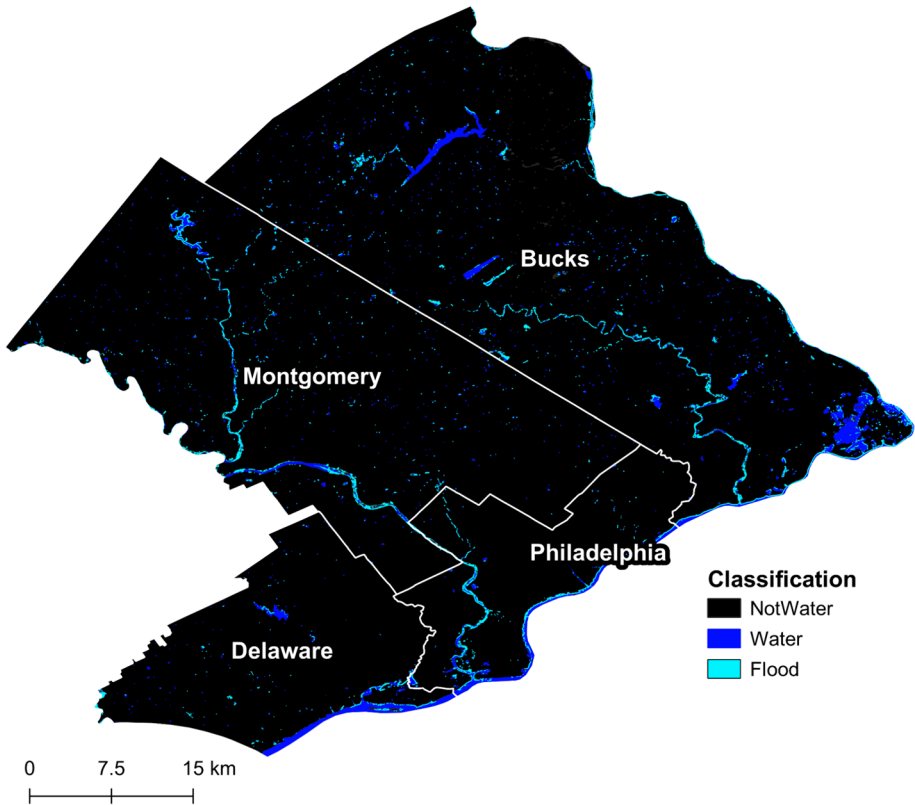 Bucks
Montgomery
Philadelphia
Delaware
Classification
NotWater
Water
Flood
0 7.5 15 km